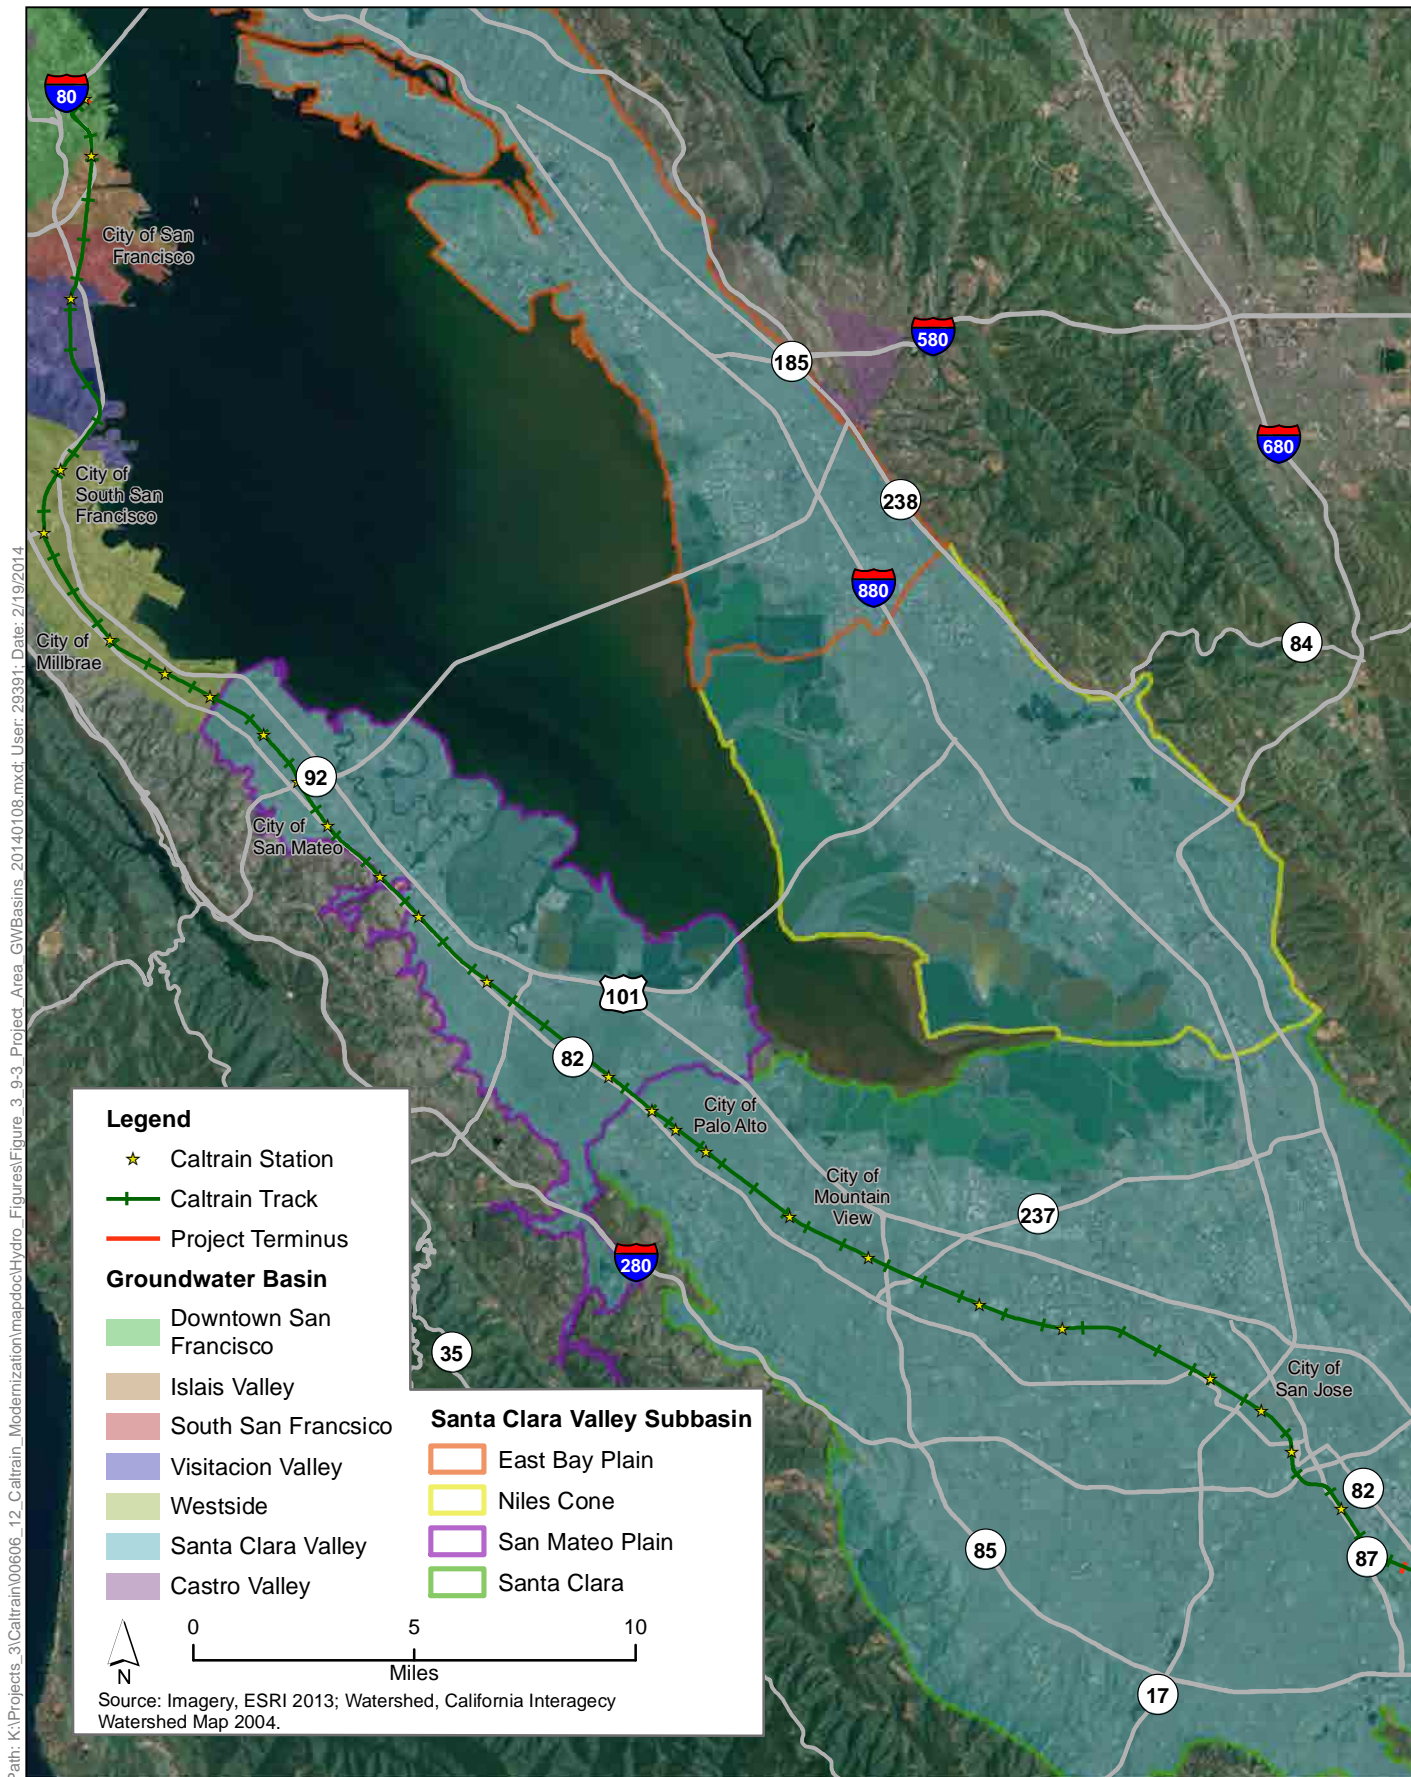 80
City of San
Francisco
580
185
680
City of
South San
Francisco
238
880
84
City of
Millbrae
92
City of
San Mateo
101
82
City of
Palo Alto
City of
Mountain
View
237
280
35
City of
San Jose
82
87
85
17
Legend
Caltrain Station
Caltrain Track
Project Terminus
Groundwater Basin
Downtown San
Francisco
Islais Valley
South San Francsico
Visitacion Valley
Westside
Santa Clara Valley
Castro Valley
Santa Clara Valley Subbasin
East Bay Plain
Niles Cone
San Mateo Plain
Santa Clara
0 5 10
Miles
N
Source: Imagery, ESRI 2013; Watershed, California Interagecy
Watershed Map 2004.
Path: K:\Projects_3\Caltrain\00606_12_Caltrain_Modernization\mapdoc\Hydro_Figures\Figure_3_9-3_Project_Area_GWBasins_20140108.mxd; User: 29391; Date: 2/19/2014